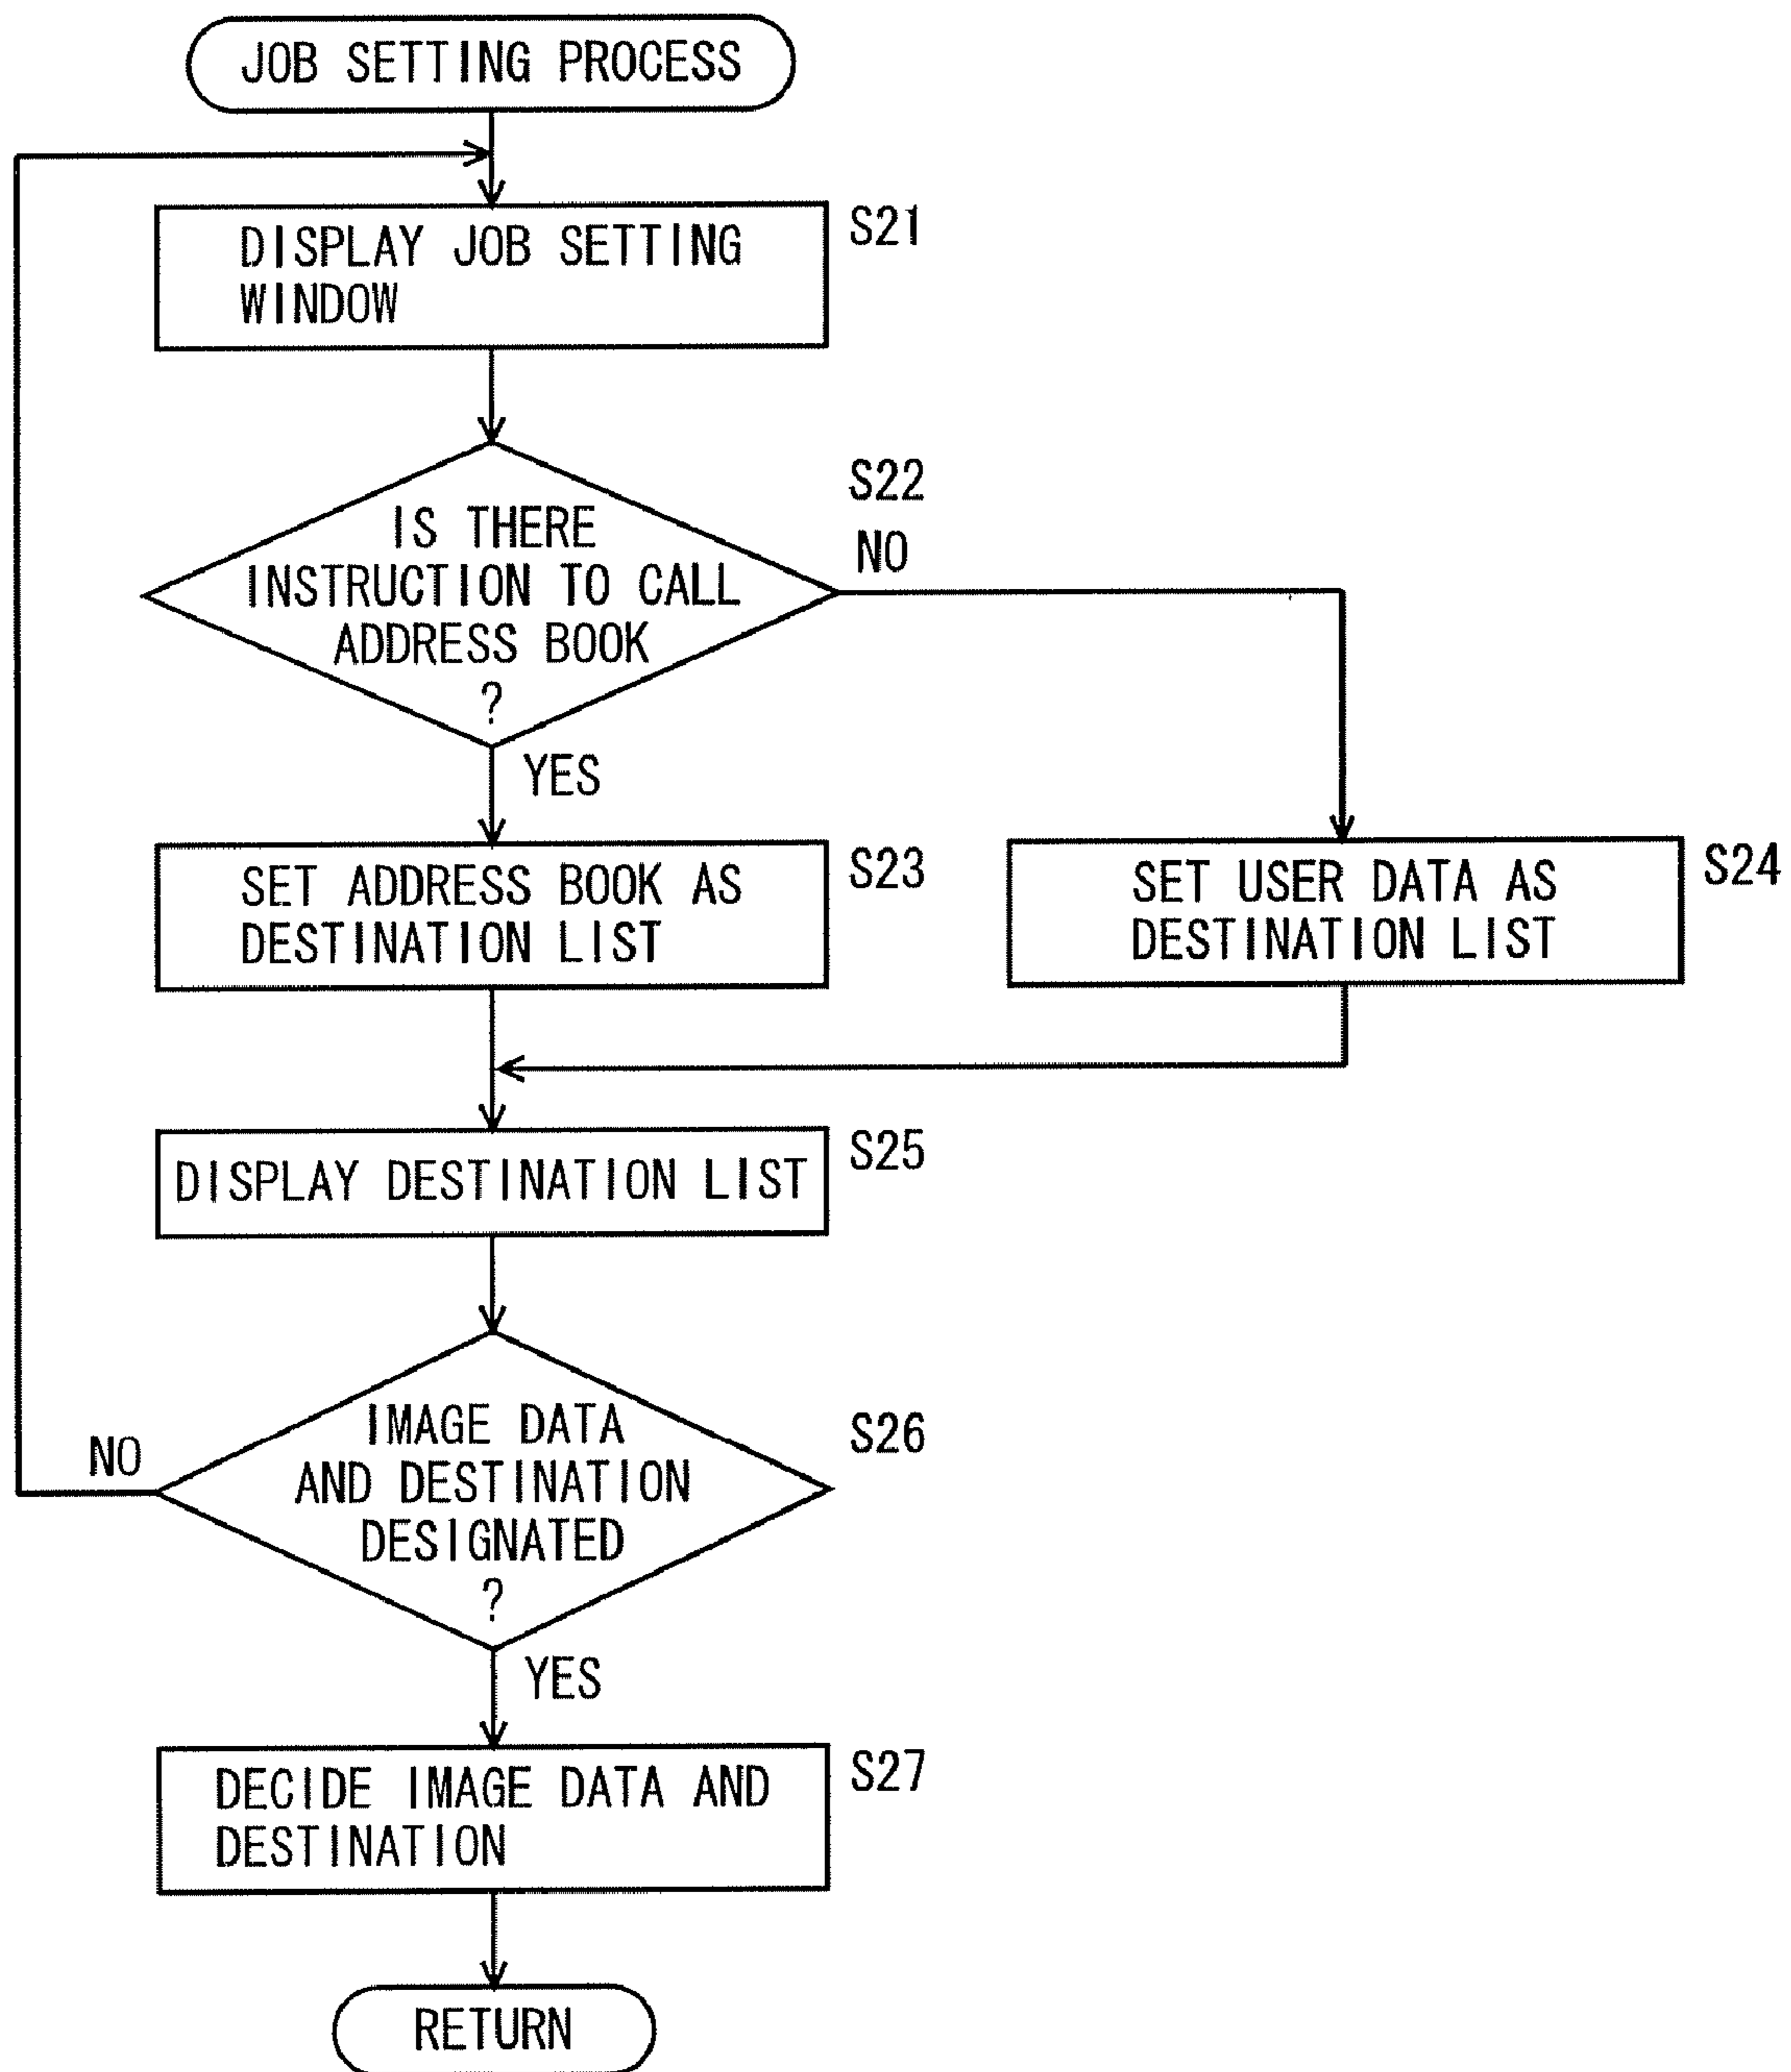 JOB SETTING PROCESS
DISPLAY JOB SETTING
WINDOW
S21
S22
IS THERE
INSTRUCTION TO CALL
ADDRESS BOOK
?
NO
YES
SET ADDRESS BOOK AS
DESTINATION LIST
S23
SET USER DATA AS
DESTINATION LIST
S24
DISPLAY DESTINATION LIST
S25
IMAGE DATA
AND DESTINATION
DESIGNATED
?
S26
NO
YES
DECIDE IMAGE DATA AND
DESTINATION
S27
RETURN